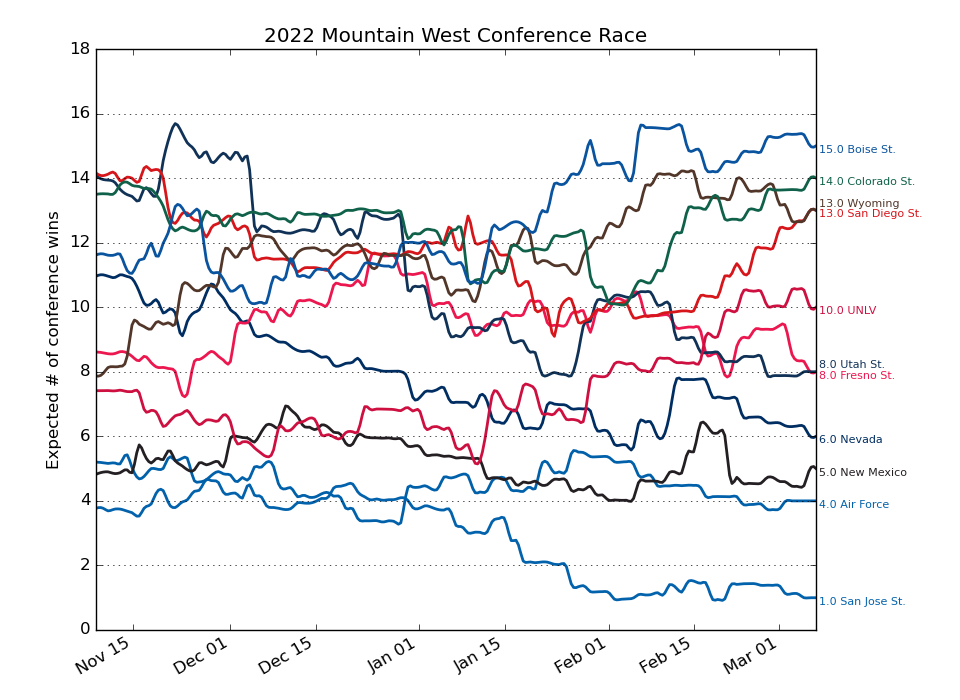 2022 Mountain West Conference Race
Expected # of conference wins
18
16
14
12
10
8
6
4
2
0
15.0 Boise St.
14.0 Colorado St.
13.0 Wyoming
13.0 San Diego St.
10.0 UNLV
8.0 Utah St.
8.0 Fresno St.
6.0 Nevada
5.0 New Mexico
4.0 Air Force
1.0 San Jose St.
Nov 15
Dec 01
Dec 15
Jan 01
Jan 15
Feb 01
Feb 15
Mar 01